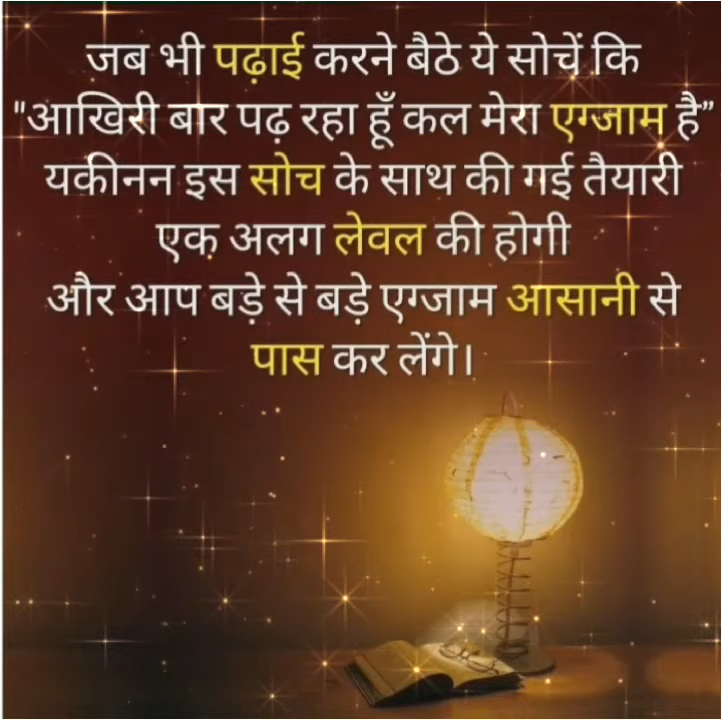 जब भी पढ़ाई करने बैठे ये सोचें कि
"आखिरी बार पढ़ रहा हूँ कल मेरा एग्जाम है”
यकीनन इस सोच के साथ की गई तैयारी
एक अलग लेवल की होगी
और आप बड़े से बड़े एग्जाम आसानी से
पास कर लेंगे।